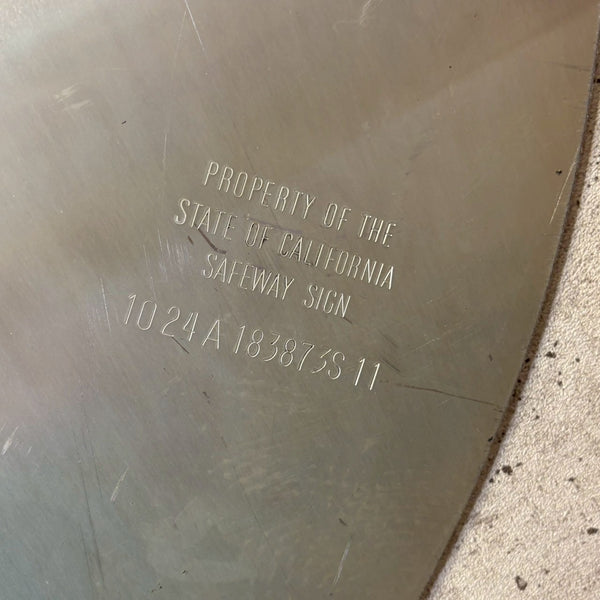 PROPERTY OF THE
STATE OF CALIFORNIA
SAFEWAY SIGN
10 24 A 183873S 11